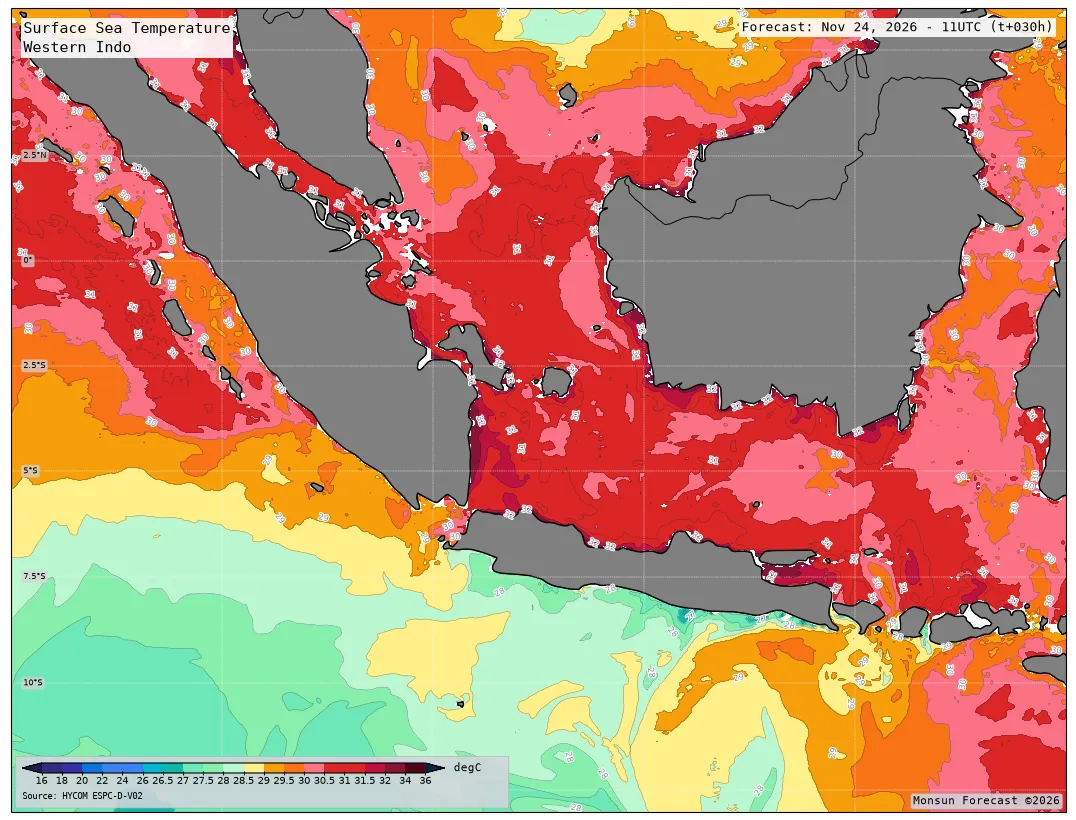 Surface Sea Temperature
Western Indo
Forecast: Nov 24, 2026 - 11UTC (t+030h)
2.5°N
0°
2.5°S
5°S
7.5°S
10°S
degC
16 18 20 22 24 26 26.5 27 27.5 28 28.5 29 29.5 30 30.5 31 31.5 32 34 36
Source: HYCOM ESPC-D-V02
Monsun Forecast ©2026